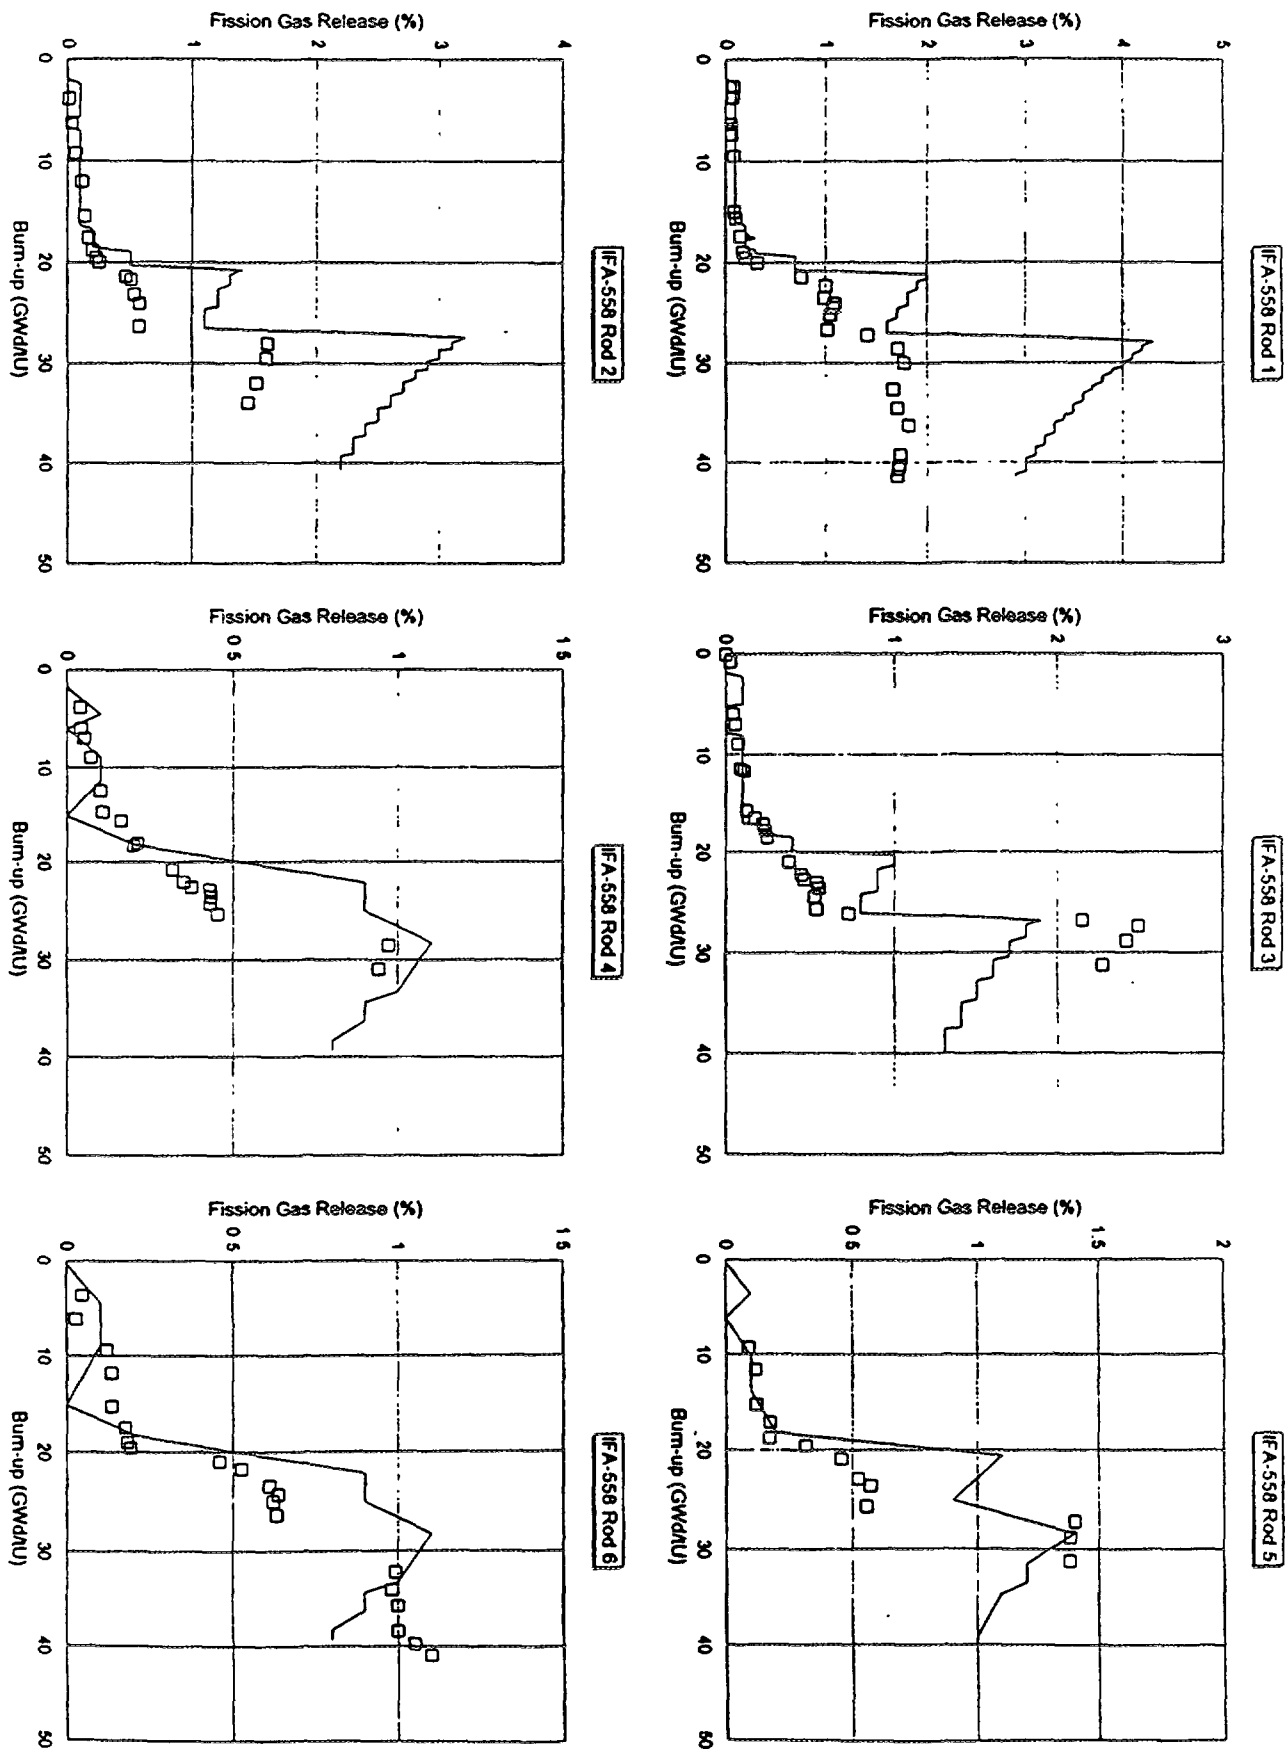 IFA-558 Rod 1
Fission Gas Release (%)
5
4
3
2
1
0
0 10 20 30 40 50
Burn-up (GWd/tU)
IFA-558 Rod 3
Fission Gas Release (%)
3
2
1
0
0 10 20 30 40 50
Burn-up (GWd/tU)
IFA-558 Rod 5
Fission Gas Release (%)
2
1.5
1
0 5
0
0 10 20 30 40 50
Burn-up (GWd/tU)
IFA-558 Rod 2
Fission Gas Release (%)
4
3
2
1
0
0 10 20 30 40 50
Burn-up (GWd/tU)
IFA-558 Rod 4
Fission Gas Release (%)
1 5
1
0 5
0
0 10 20 30 40 50
Burn-up (GWd/tU)
IFA-558 Rod 6
Fission Gas Release (%)
1 5
1
0 5
0
0 10 20 30 40 50
Burn-up (GWd/tU)